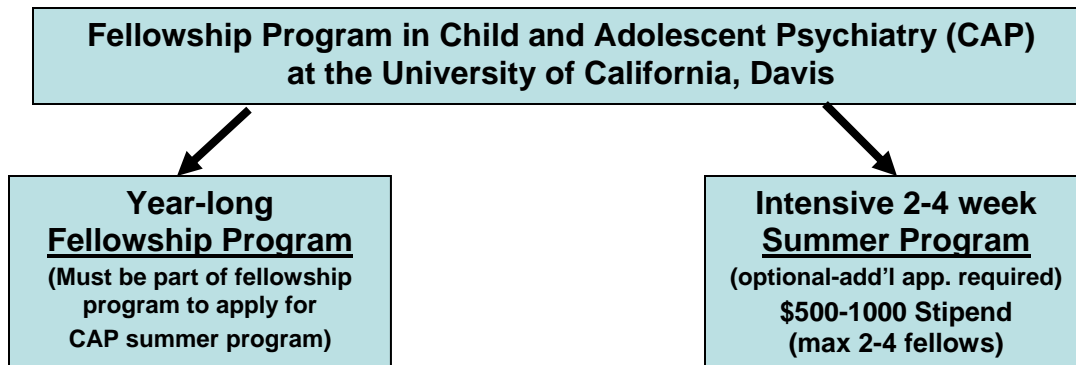 Fellowship Program in Child and Adolescent Psychiatry (CAP)
at the University of California, Davis
Year-long
Fellowship Program
(Must be part of fellowship
program to apply for
CAP summer program)
Intensive 2-4 week
Summer Program
(optional-add’l app. required)
$500-1000 Stipend
(max 2-4 fellows)